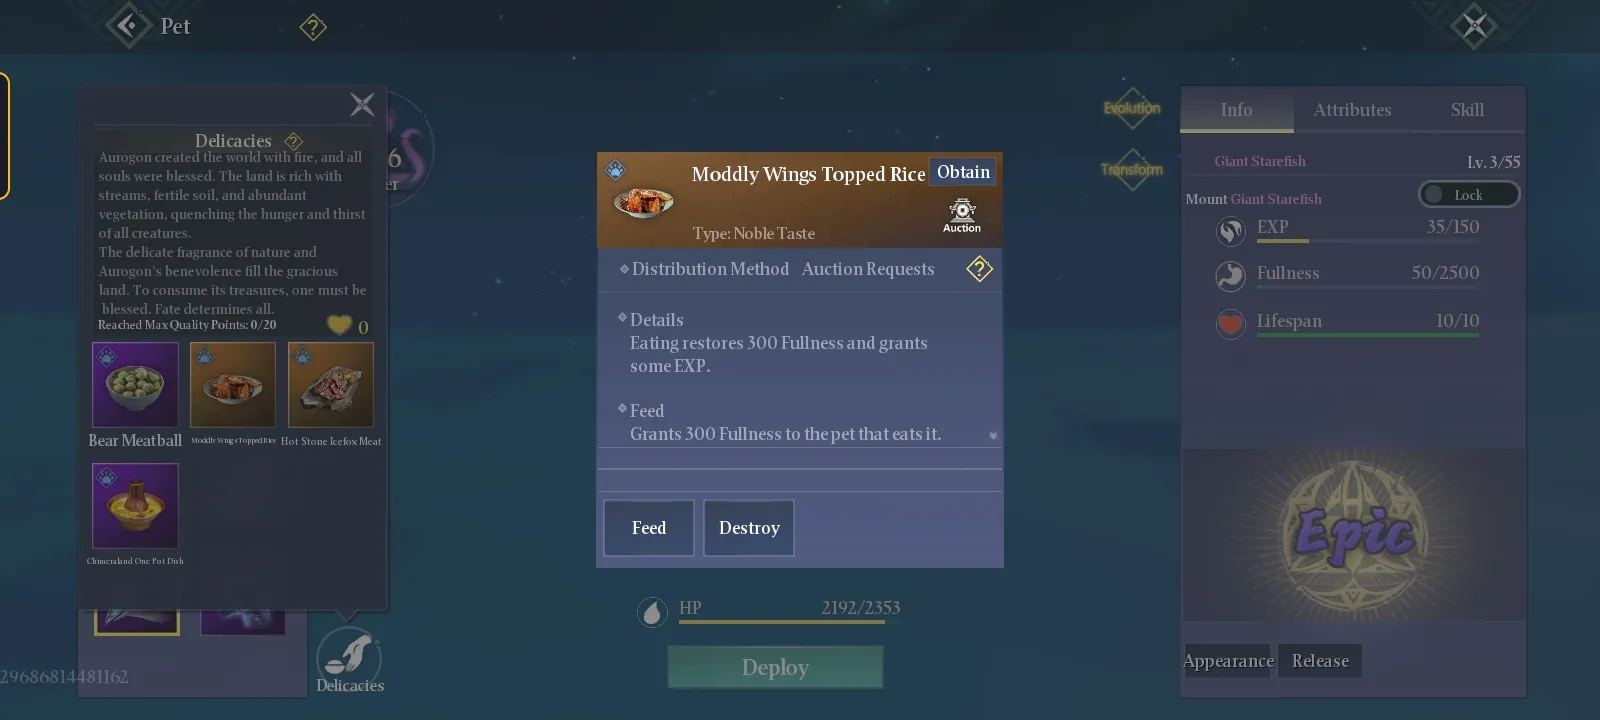 Pet
?
Delicacies ?
Aurogon created the world with fire, and all
souls were blessed. The land is rich with
streams, fertile soil, and abundant
vegetation, quenching the hunger and thirst
of all creatures.
The delicate fragrance of nature and
Aurogon's benevolence fill the gracious
land. To consume its treasures, one must be
blessed. Fate determines all.
Reached Max Quality Points: 0/20
0
Bear Meatball
Moddly Wings Topped Rice
Hot Stone Icefox Meat
Chimeraland One Pot Dish
6
er
29686814481162
Delicacies
Moddly Wings Topped Rice
Obtain
Auction
Type: Noble Taste
Distribution Method Auction Requests ?
Details
Eating restores 300 Fullness and grants
some EXP.
Feed
Grants 300 Fullness to the pet that eats it.
Feed
Destroy
HP 2192/2353
Deploy
Evolution
Transform
Info
Attributes
Skill
Giant Starefish Lv. 3/55
Mount Giant Starefish
Lock
EXP 35/150
Fullness 50/2500
Lifespan 10/10
Epic
Appearance
Release